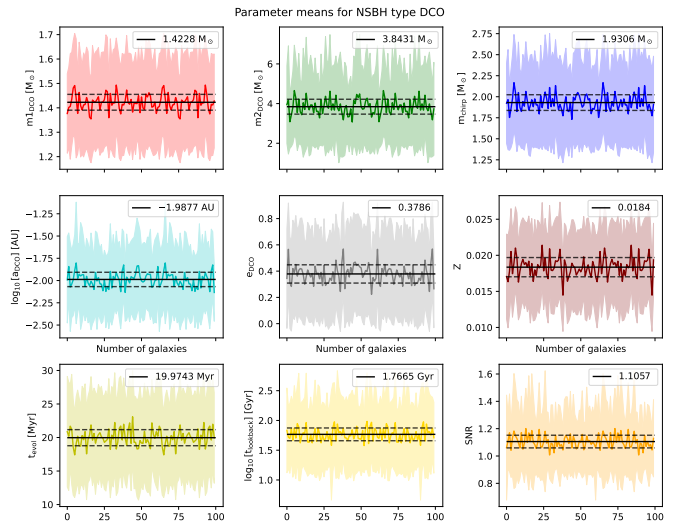 Parameter means for NSBH type DCO
1.4228 M⊙
m1DCO [M⊙]
1.7
1.6
1.5
1.4
1.3
1.2
3.8431 M⊙
m2DCO [M⊙]
6
4
2
1.9306 M⊙
mchirp [M⊙]
2.75
2.50
2.25
2.00
1.75
1.50
1.25
−1.9877 AU
log10 [aDCO] [AU]
−1.25
−1.50
−1.75
−2.00
−2.25
−2.50
Number of galaxies
0.3786
eDCO
0.8
0.6
0.4
0.2
0.0
Number of galaxies
0.0184
Z
0.025
0.020
0.015
0.010
Number of galaxies
19.9743 Myr
tevol. [Myr]
30
25
20
15
10
0 25 50 75 100
1.7665 Gyr
log10 [tlookback] [Gyr]
2.5
2.0
1.5
1.0
0 25 50 75 100
1.1057
SNR
1.6
1.4
1.2
1.0
0.8
0 25 50 75 100